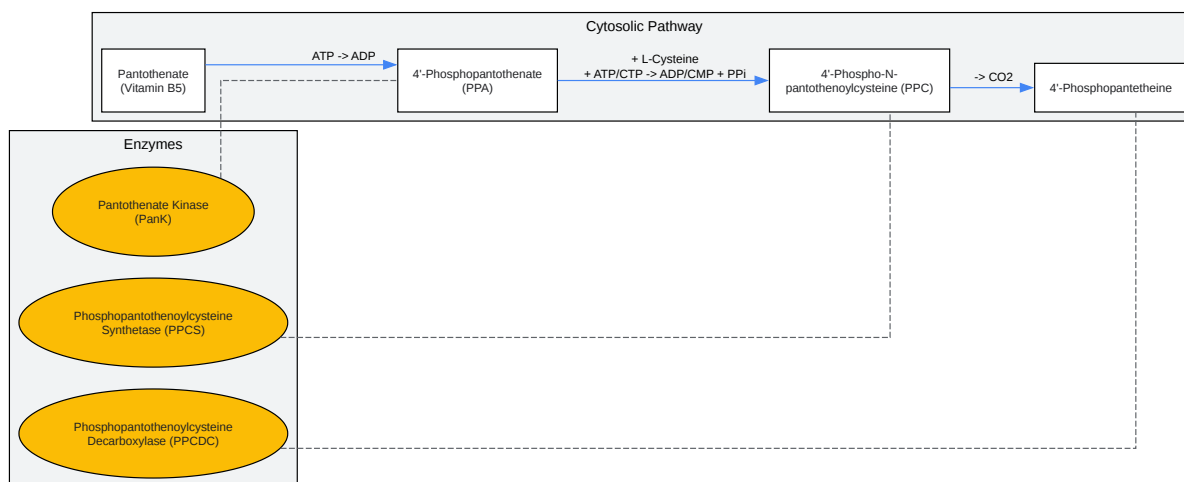 Cytosolic Pathway
Pantothenate
(Vitamin B5)
ATP -> ADP
4'-Phosphopantothenate
(PPA)
+ L-Cysteine
+ ATP/CTP -> ADP/CMP + PPi
4'-Phospho-N-
pantothenoylcysteine (PPC)
-> CO2
4'-Phosphopantetheine
Enzymes
Pantothenate Kinase
(PanK)
Phosphopantothenoylcysteine
Synthetase (PPCS)
Phosphopantothenoylcysteine
Decarboxylase (PPCDC)